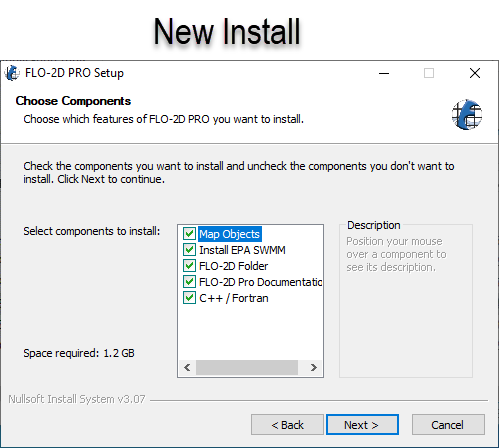 New Install
FLO-2D PRO Setup
Choose Components
Choose which features of FLO-2D PRO you want to install.
Check the components you want to install and uncheck the components you don't want to
install. Click Next to continue.
Select components to install:
Map Objects
Install EPA SWMM
FLO-2D Folder
FLO-2D Pro Documentatio
C++ / Fortran
Description
Position your mouse
over a component to
see its description.
Space required: 1.2 GB
Nullsoft Install System v3.07
< Back
Next >
Cancel